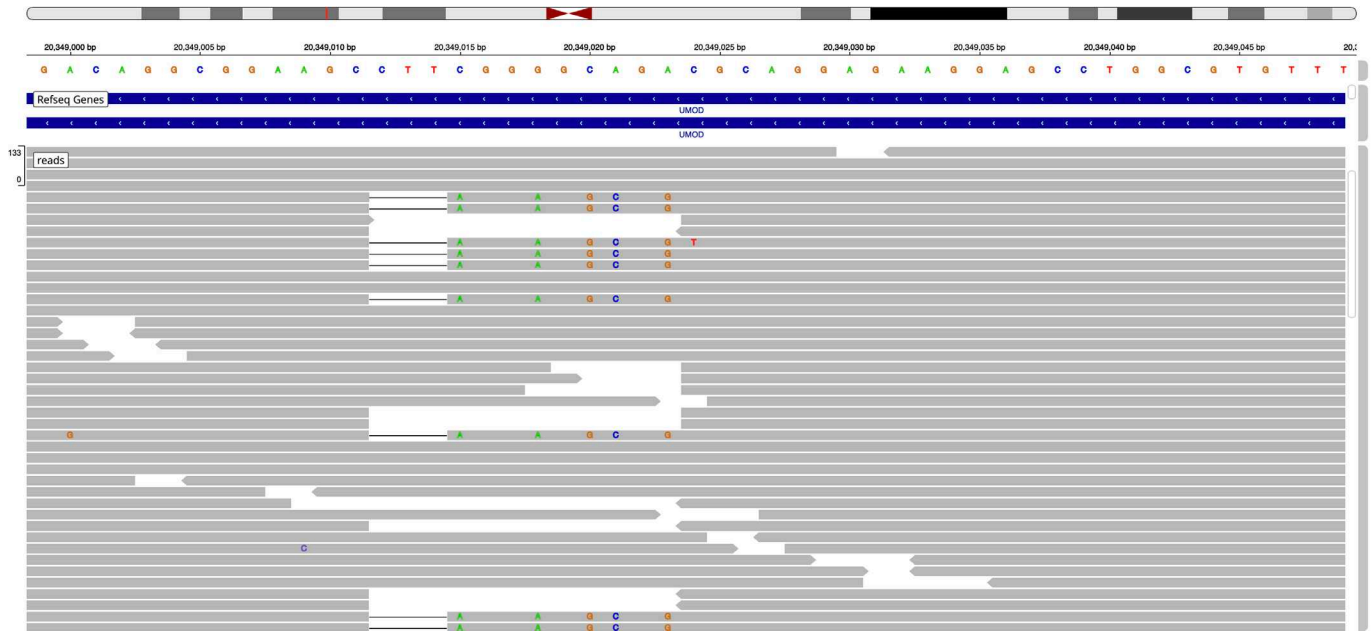 20,349,000 bp 20,349,005 bp 20,349,010 bp 20,349,015 bp 20,349,020 bp 20,349,025 bp 20,349,030 bp 20,349,035 bp 20,349,040 bp 20,349,045 bp
G A C A G G C G G A A G C C T T C G G G G C A G A C G C A G G A G A A G G A G C C T G G C G T G T T T
Refseq Genes
UMOD
UMOD
133
reads
0
A A G C G
A A G C G
A A G C G T
A A G C G
A A G C G
A A G C G
G A A G C G
C
A A G C G
A A G C G